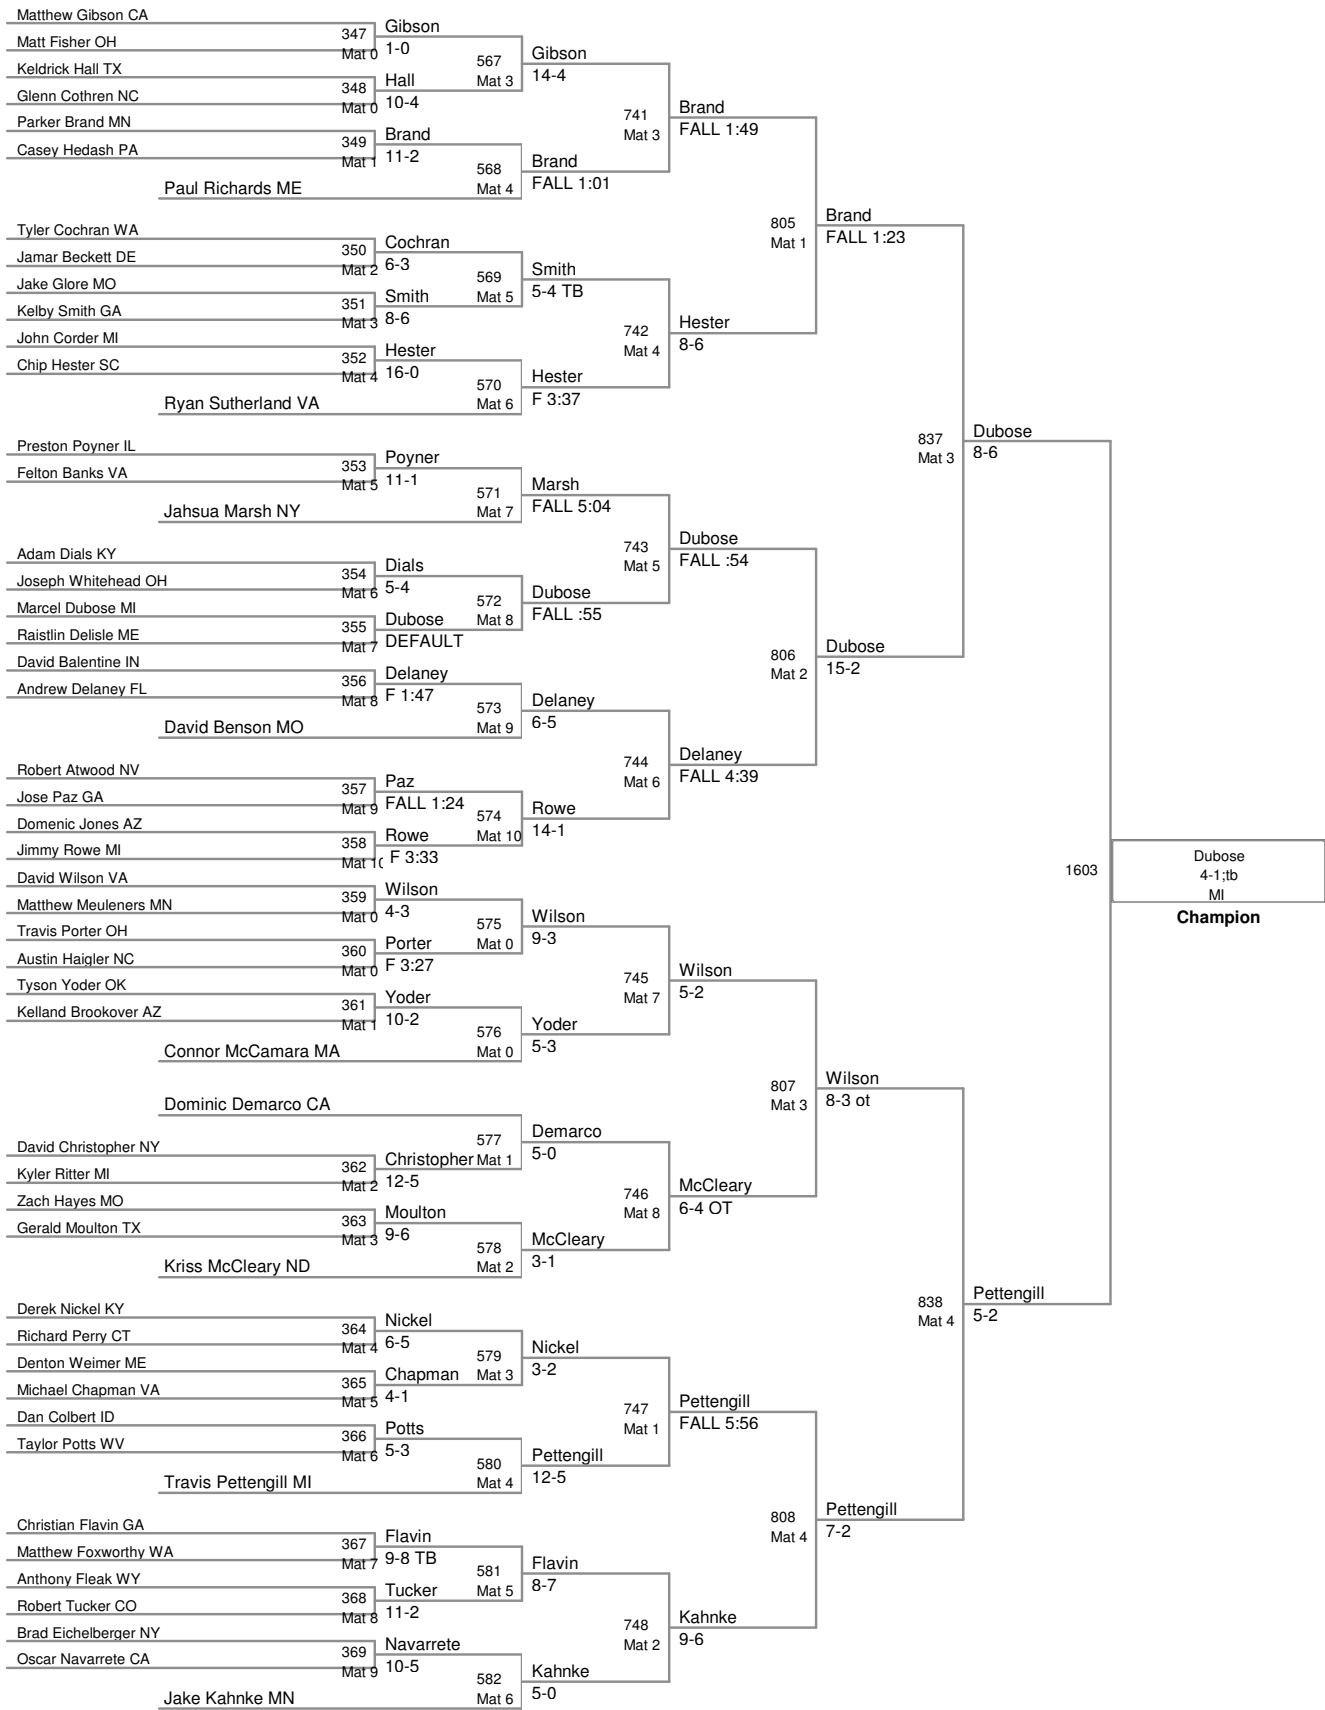 Matthew Gibson CA
347
Gibson
Matt Fisher OH
Mat 0
1-0
567
Mat 3
Gibson
14-4
Keldrick Hall TX
348
Hall
Glenn Cothren NC
Mat 0
10-4
741
Mat 3
Brand
FALL 1:49
Parker Brand MN
349
Brand
Casey Hedash PA
Mat 1
11-2
568
Mat 4
Brand
FALL 1:01
Paul Richards ME
805
Mat 1
Brand
FALL 1:23
Tyler Cochran WA
350
Cochran
Jamar Beckett DE
Mat 2
6-3
569
Mat 5
Smith
5-4 TB
Jake Glore MO
351
Smith
Kelby Smith GA
Mat 3
8-6
742
Mat 4
Hester
8-6
John Corder MI
352
Hester
Chip Hester SC
Mat 4
16-0
570
Mat 6
Hester
F 3:37
Ryan Sutherland VA
837
Mat 3
Dubose
8-6
Preston Poyner IL
353
Poyner
Felton Banks VA
Mat 5
11-1
571
Mat 7
Marsh
FALL 5:04
Jahsua Marsh NY
743
Mat 5
Dubose
FALL :54
Adam Dials KY
354
Dials
Joseph Whitehead OH
Mat 6
5-4
572
Mat 8
Dubose
FALL :55
Marcel Dubose MI
355
Dubose
Raistlin Delisle ME
Mat 7
DEFAULT
806
Mat 2
Dubose
15-2
David Balentine IN
356
Delaney
Andrew Delaney FL
Mat 8
F 1:47
573
Mat 9
Delaney
6-5
David Benson MO
744
Mat 6
Delaney
FALL 4:39
Robert Atwood NV
357
Paz
Jose Paz GA
Mat 9
FALL 1:24
574
Mat 10
Rowe
14-1
Domenic Jones AZ
358
Rowe
Jimmy Rowe MI
Mat 10
F 3:33
1603
Dubose
4-1;tb
MI
Champion
David Wilson VA
359
Wilson
Matthew Meuleners MN
Mat 0
4-3
575
Mat 0
Wilson
9-3
Travis Porter OH
360
Porter
Austin Haigler NC
Mat 0
F 3:27
745
Mat 7
Wilson
5-2
Tyson Yoder OK
361
Yoder
Kelland Brookover AZ
Mat 1
10-2
576
Mat 0
Yoder
5-3
Connor McCamara MA
807
Mat 3
Wilson
8-3 ot
Dominic Demarco CA
577
Mat 1
Demarco
5-0
David Christopher NY
362
Christopher
Kyler Ritter MI
Mat 2
12-5
746
Mat 8
McCleary
6-4 OT
Zach Hayes MO
363
Moulton
Gerald Moulton TX
Mat 3
9-6
578
Mat 2
McCleary
3-1
Kriss McCleary ND
838
Mat 4
Pettengill
5-2
Derek Nickel KY
364
Nickel
Richard Perry CT
Mat 4
6-5
579
Mat 3
Nickel
3-2
Denton Weimer ME
365
Chapman
Michael Chapman VA
Mat 5
4-1
747
Mat 1
Pettengill
FALL 5:56
Dan Colbert ID
366
Potts
Taylor Potts WV
Mat 6
5-3
580
Mat 4
Pettengill
12-5
Travis Pettengill MI
808
Mat 4
Pettengill
7-2
Christian Flavin GA
367
Flavin
Matthew Foxworthy WA
Mat 7
9-8 TB
581
Mat 5
Flavin
8-7
Anthony Fleak WY
368
Tucker
Robert Tucker CO
Mat 8
11-2
748
Mat 2
Kahnke
9-6
Brad Eichelberger NY
369
Navarrete
Oscar Navarrete CA
Mat 9
10-5
582
Mat 6
Kahnke
5-0
Jake Kahnke MN